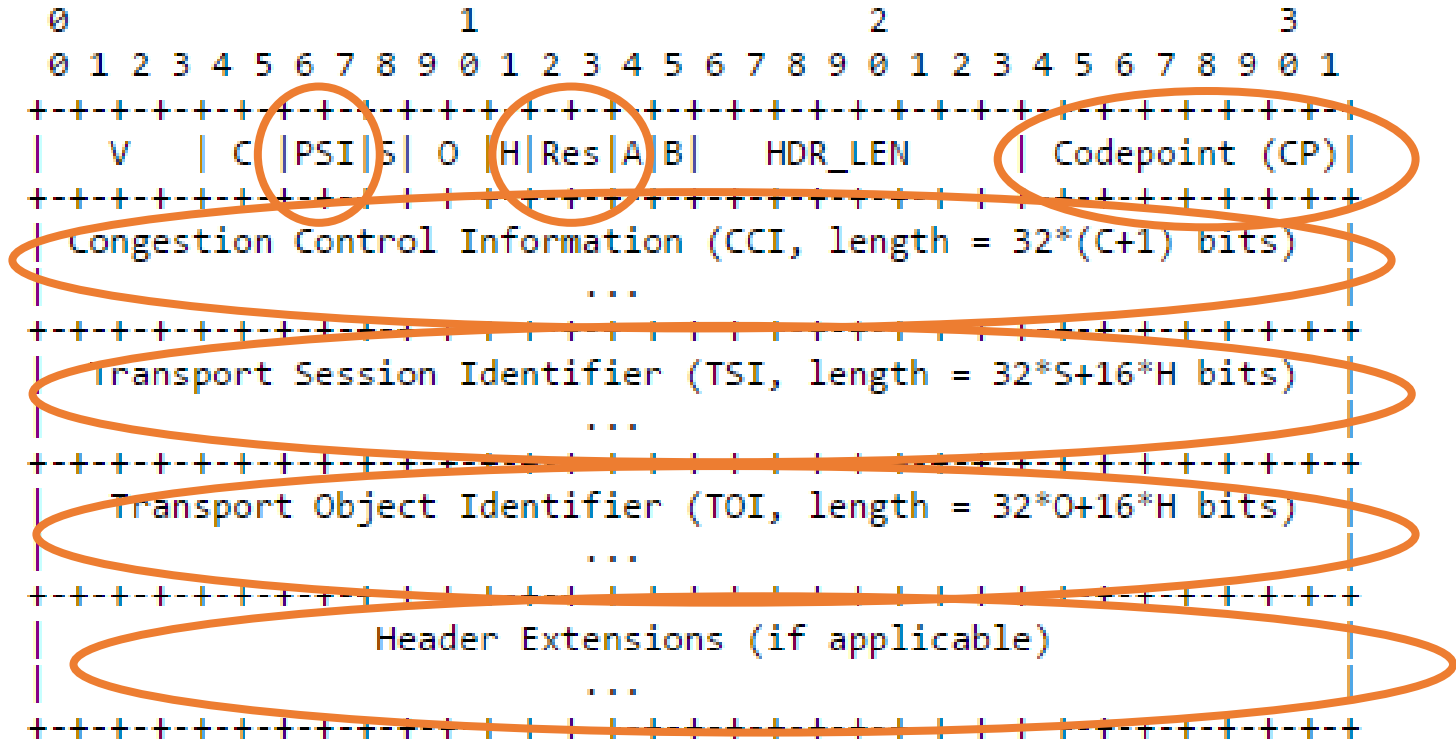 0 1 2 3
0 1 2 3 4 5 6 7 8 9 0 1 2 3 4 5 6 7 8 9 0 1 2 3 4 5 6 7 8 9 0 1
+-+-+-+-+-+-+-+-+-+-+-+-+-+-+-+-+-+-+-+-+-+-+-+-+-+-+-+-+-+-+-+-+
| V | C |PSI|S| O |H|Res|A|B| HDR_LEN | Codepoint (CP)|
+-+-+-+-+-+-+-+-+-+-+-+-+-+-+-+-+-+-+-+-+-+-+-+-+-+-+-+-+-+-+-+-+
| Congestion Control Information (CCI, length = 32*(C+1) bits) |
| ... |
+-+-+-+-+-+-+-+-+-+-+-+-+-+-+-+-+-+-+-+-+-+-+-+-+-+-+-+-+-+-+-+-+
| Transport Session Identifier (TSI, length = 32*S+16*H bits) |
| ... |
+-+-+-+-+-+-+-+-+-+-+-+-+-+-+-+-+-+-+-+-+-+-+-+-+-+-+-+-+-+-+-+-+
| Transport Object Identifier (TOI, length = 32*O+16*H bits) |
| ... |
+-+-+-+-+-+-+-+-+-+-+-+-+-+-+-+-+-+-+-+-+-+-+-+-+-+-+-+-+-+-+-+-+
| Header Extensions (if applicable) |
| ... |
+-+-+-+-+-+-+-+-+-+-+-+-+-+-+-+-+-+-+-+-+-+-+-+-+-+-+-+-+-+-+-+-+